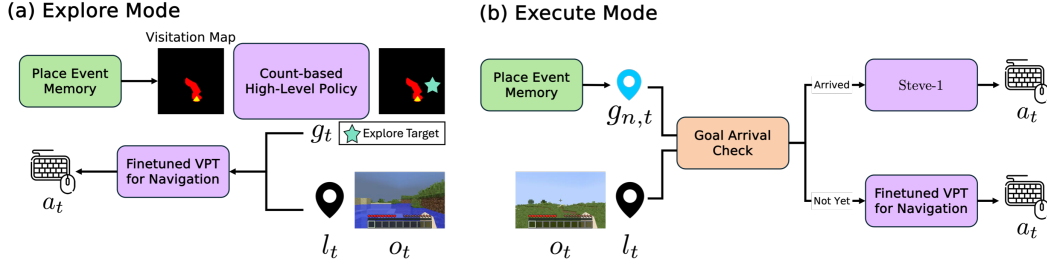 (a) Explore Mode
Visitation Map
Place Event
Memory
Count-based
High-Level Policy
g_t
Explore Target
Finetuned VPT
for Navigation
a_t
l_t
o_t
(b) Execute Mode
Place Event
Memory
g_{n,t}
Goal Arrival
Check
Arrived
Steve-1
a_t
Not Yet
Finetuned VPT
for Navigation
a_t
o_t
l_t